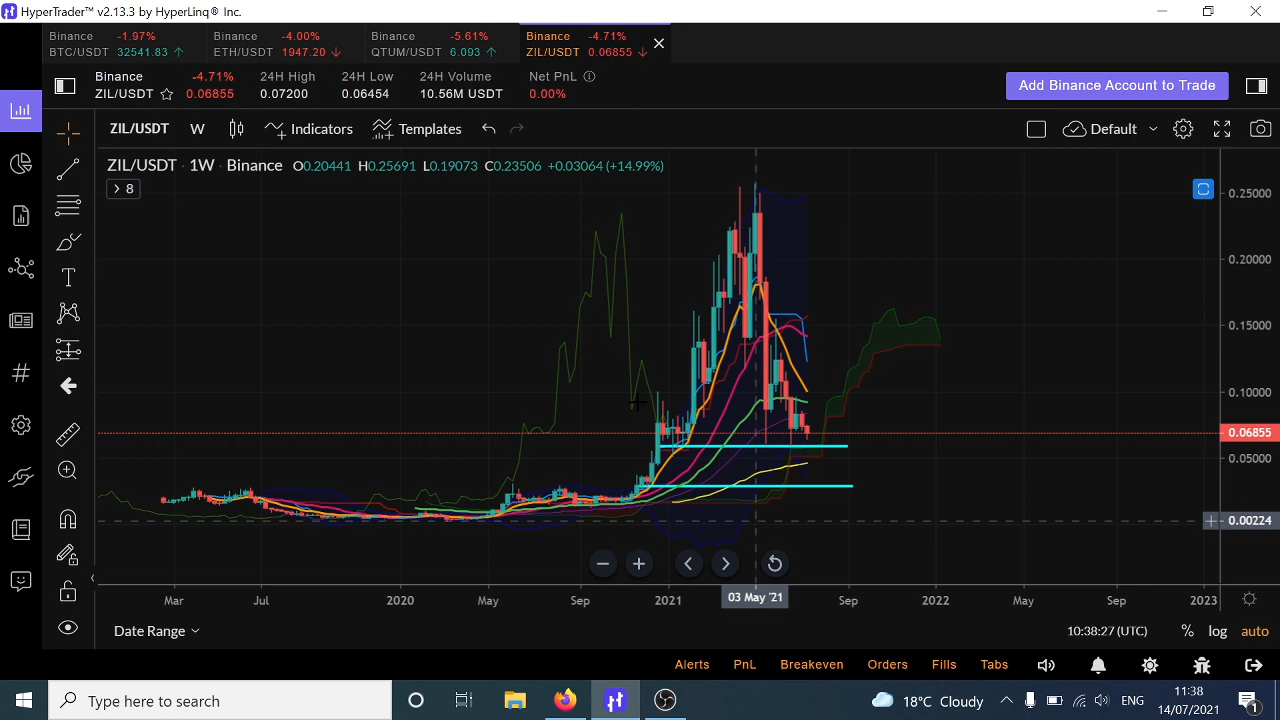 HyperTrader™ v2.13.3 by HyperLinq® Inc.
Binance -1.97% Binance -4.00% Binance -5.61% Binance -4.71%
BTC/USDT 32541.83 ETH/USDT 1947.20 QTUM/USDT 6.093 ZIL/USDT 0.06855
Binance -4.71% 24H High 24H Low 24H Volume Net PnL
ZIL/USDT 0.06855 0.07200 0.06454 10.56M USDT 0.00%
Add Binance Account to Trade
ZIL/USDT W Indicators Templates Default
ZIL/USDT · 1W · Binance O0.20441 H0.25691 L0.19073 C0.23506 +0.03064 (+14.99%)
8
0.25000
0.20000
0.15000
0.10000
0.06855
0.05000
0.00224
Mar Jul 2020 May Sep 2021 03 May '21 Sep 2022 May Sep 2023
Date Range 10:38:27 (UTC) % log auto
Alerts PnL Breakeven Orders Fills Tabs
Type here to search 18°C Cloudy ENG 11:38
14/07/2021 1